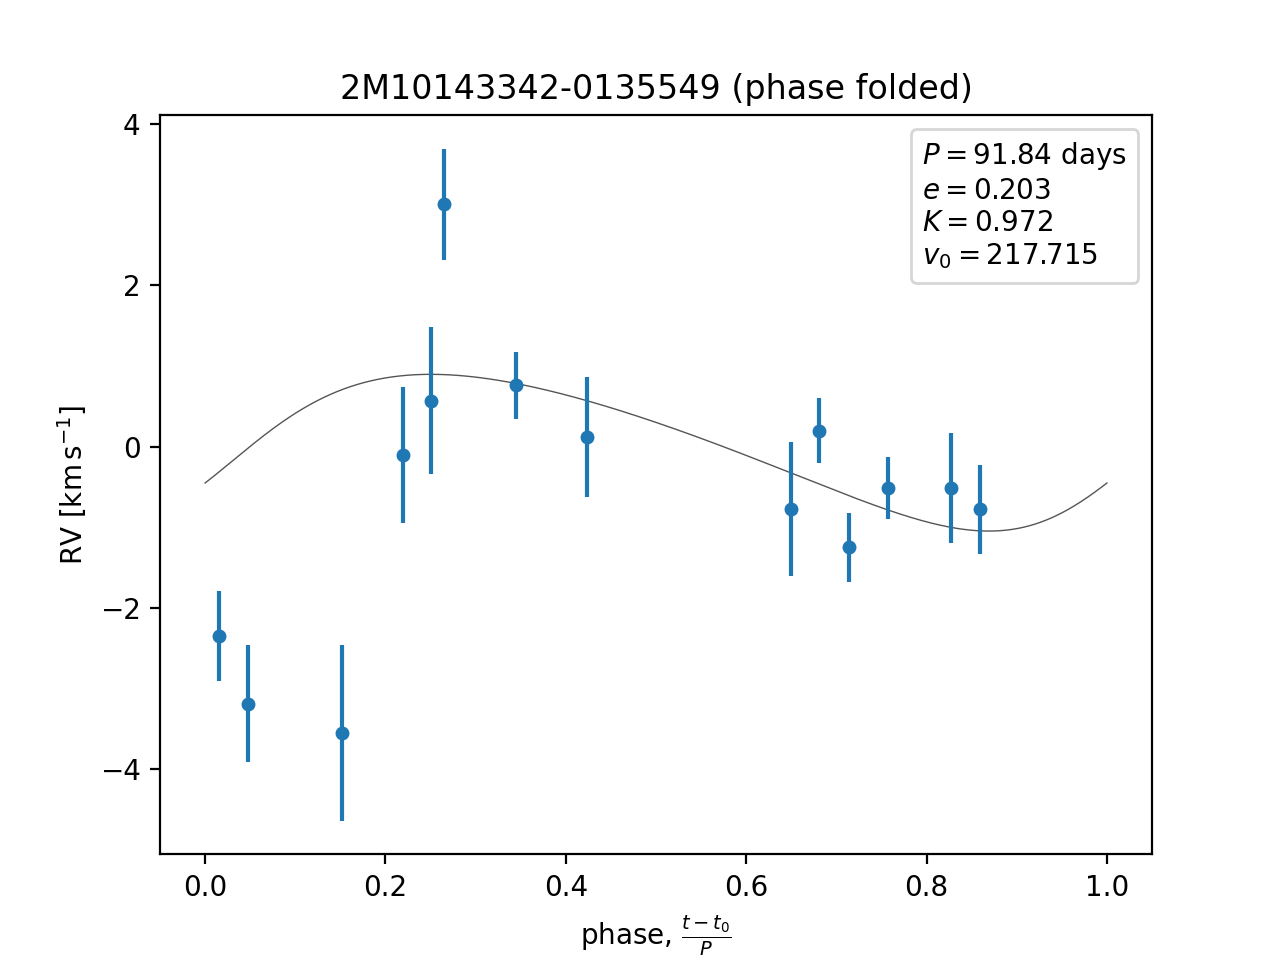 2M10143342-0135549 (phase folded)
P = 91.84 days
e = 0.203
K = 0.972
v₀ = 217.715
4
2
0
−2
−4
RV [km s⁻¹]
0.0 0.2 0.4 0.6 0.8 1.0
phase, (t − t₀)/P